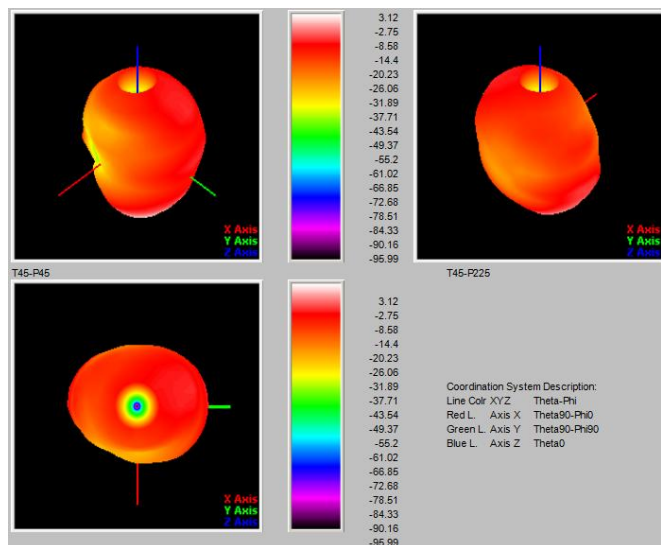 3.12
-2.75
-8.58
-14.4
-20.23
-26.06
-31.89
-37.71
-43.54
-49.37
-55.2
-61.02
-66.85
-72.68
-78.51
-84.33
-90.16
-95.99
X Axis
Y Axis
Z Axis
X Axis
Y Axis
Z Axis
T45-P45
T45-P225
3.12
-2.75
-8.58
-14.4
-20.23
-26.06
-31.89
-37.71
-43.54
-49.37
-55.2
-61.02
-66.85
-72.68
-78.51
-84.33
-90.16
-95.99
X Axis
Y Axis
Z Axis
Coordination System Description:
Line Colr XYZ Theta-Phi
Red L. Axis X Theta90-Phi0
Green L. Axis Y Theta90-Phi90
Blue L. Axis Z Theta0